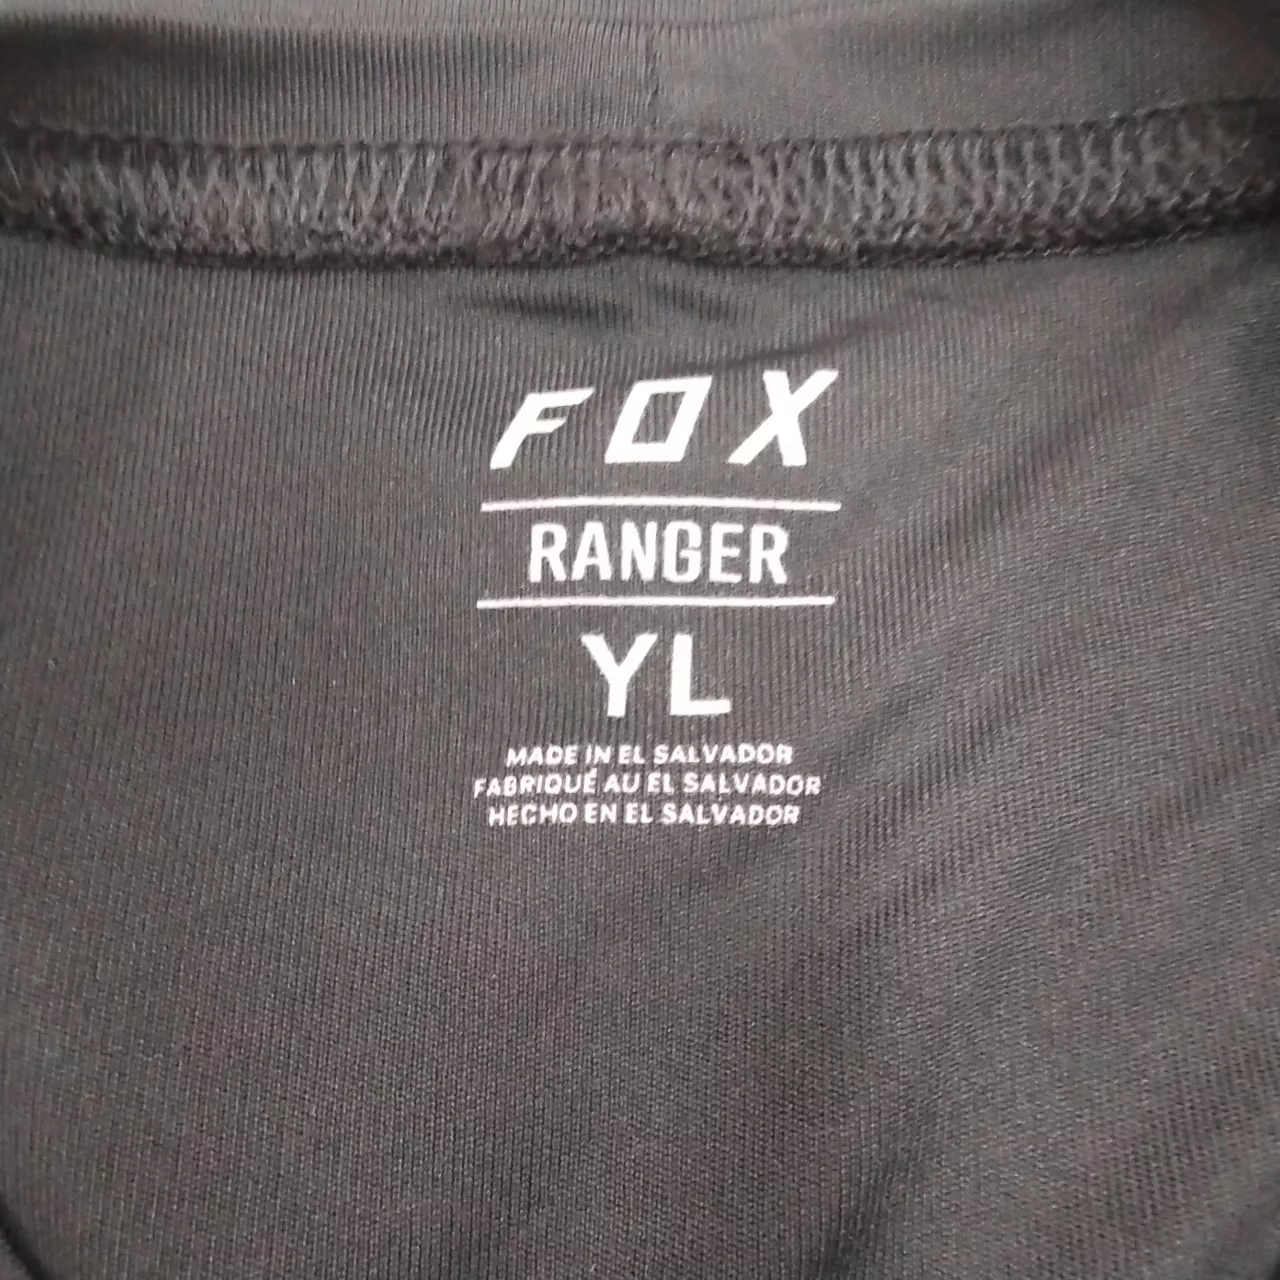 FOX
RANGER
YL
MADE IN EL SALVADOR
FABRIQUÉ AU EL SALVADOR
HECHO EN EL SALVADOR